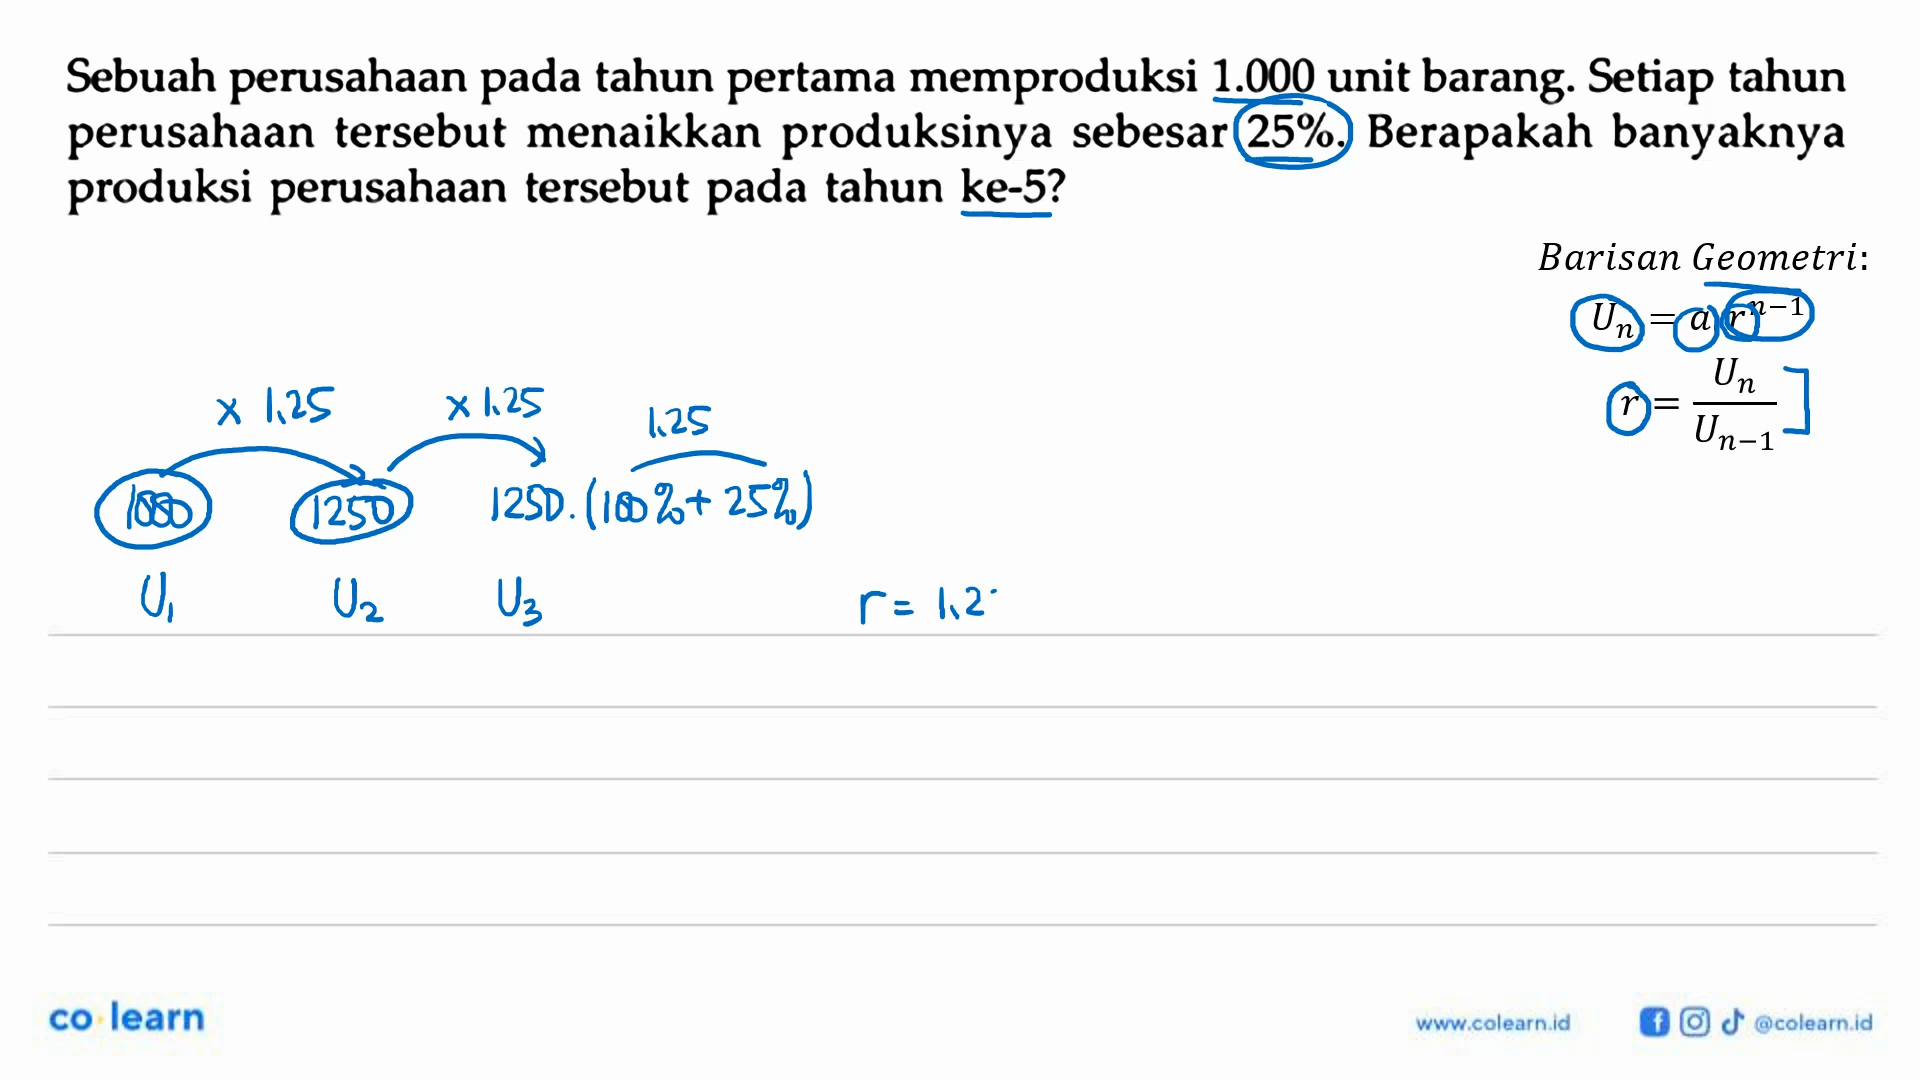 Sebuah perusahaan pada tahun pertama memproduksi 1.000 unit barang. Setiap tahun
perusahaan tersebut menaikkan produksinya sebesar 25%. Berapakah banyaknya
produksi perusahaan tersebut pada tahun ke-5?
Barisan Geometri:
Uₙ = a rⁿ⁻¹
r = Uₙ / Uₙ₋₁
x 1.25 x 1.25 1.25
1000 1250 1250. (100% + 25%)
U₁ U₂ U₃ r = 1.2
co learn
www.colearn.id @colearn.id